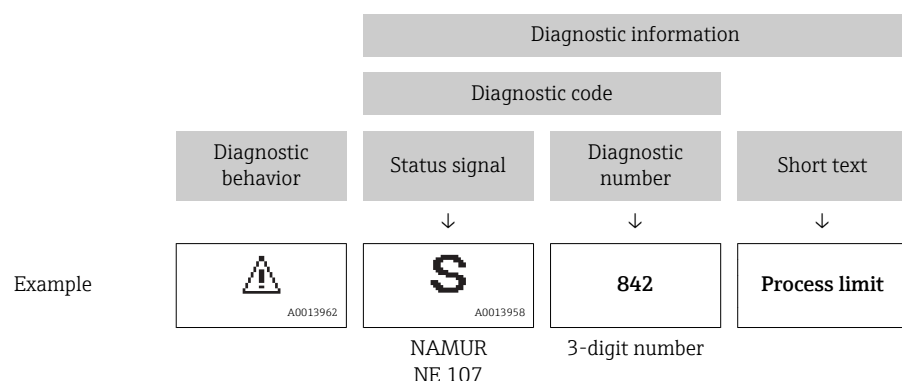 Diagnostic information
Diagnostic code
Diagnostic
behavior
Status signal
Diagnostic
number
Short text
↓ ↓ ↓
Example
A0013962
S
A0013958
842
Process limit
NAMUR
NE 107
3-digit number